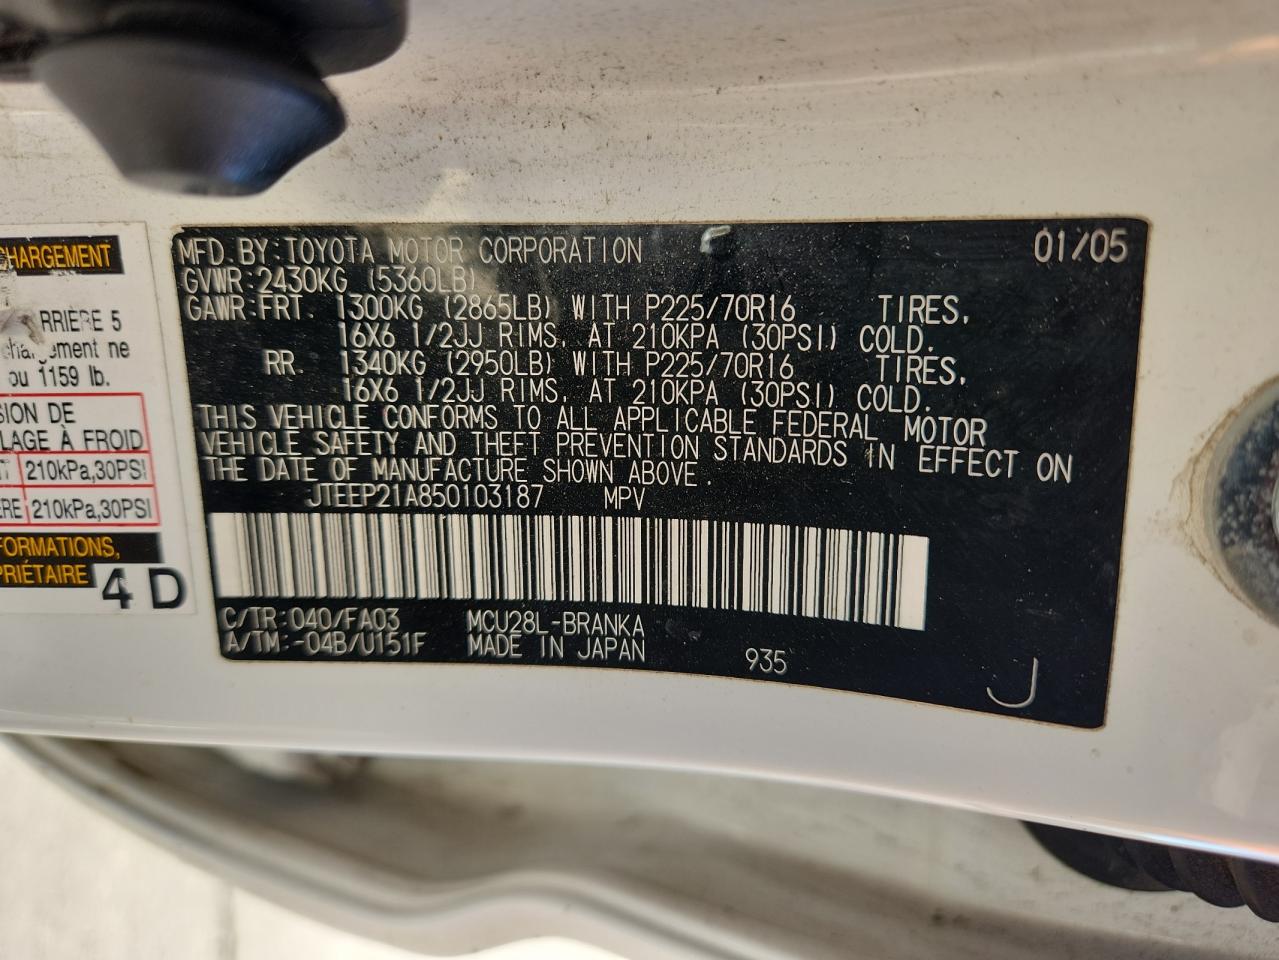 CHARGEMENT
RRIÈRE 5
ement ne
ou 1159 lb.
SION DE
LAGE À FROID
210kPa,30PSI
ERE 210kPa,30PSI
FORMATIONS,
PRIÉTAIRE
4 D
MFD. BY: TOYOTA MOTOR CORPORATION 01/05
GVWR: 2430KG (5360LB)
GAWR: FRT. 1300KG (2865LB) WITH P225/70R16 TIRES,
16X6 1/2JJ RIMS, AT 210KPA (30PSI) COLD.
RR. 1340KG (2950LB) WITH P225/70R16 TIRES,
16X6 1/2JJ RIMS, AT 210KPA (30PSI) COLD.
THIS VEHICLE CONFORMS TO ALL APPLICABLE FEDERAL MOTOR
VEHICLE SAFETY AND THEFT PREVENTION STANDARDS IN EFFECT ON
THE DATE OF MANUFACTURE SHOWN ABOVE.
JTEEP21A850103187 MPV
C/TR: 040/FA03 MCU28L-BRANKA
A/TM: -04B/U151F MADE IN JAPAN 935
J